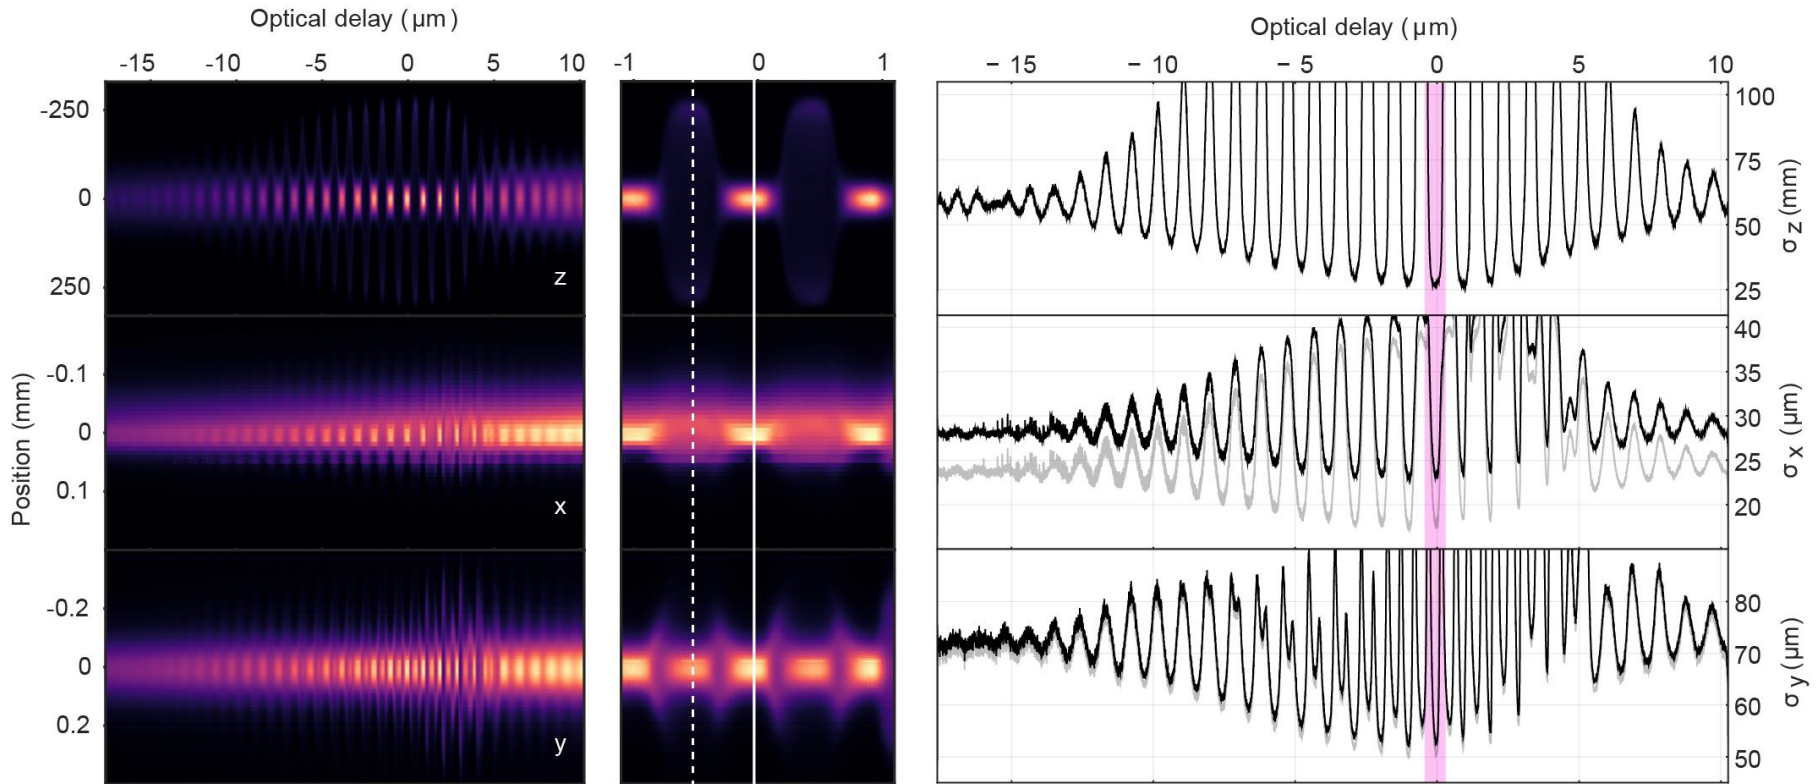 Optical delay (μm)
-15 -10 -5 0 5 10
-1 0 1
-250
0
250
z
Position (mm)
-0.1
0
0.1
x
-0.2
0
0.2
y
Optical delay (μm)
−15 −10 −5 0 5 10
100
75
50
25
σ z (mm)
40
35
30
25
20
σ x (μm)
80
70
60
50
σ y (μm)